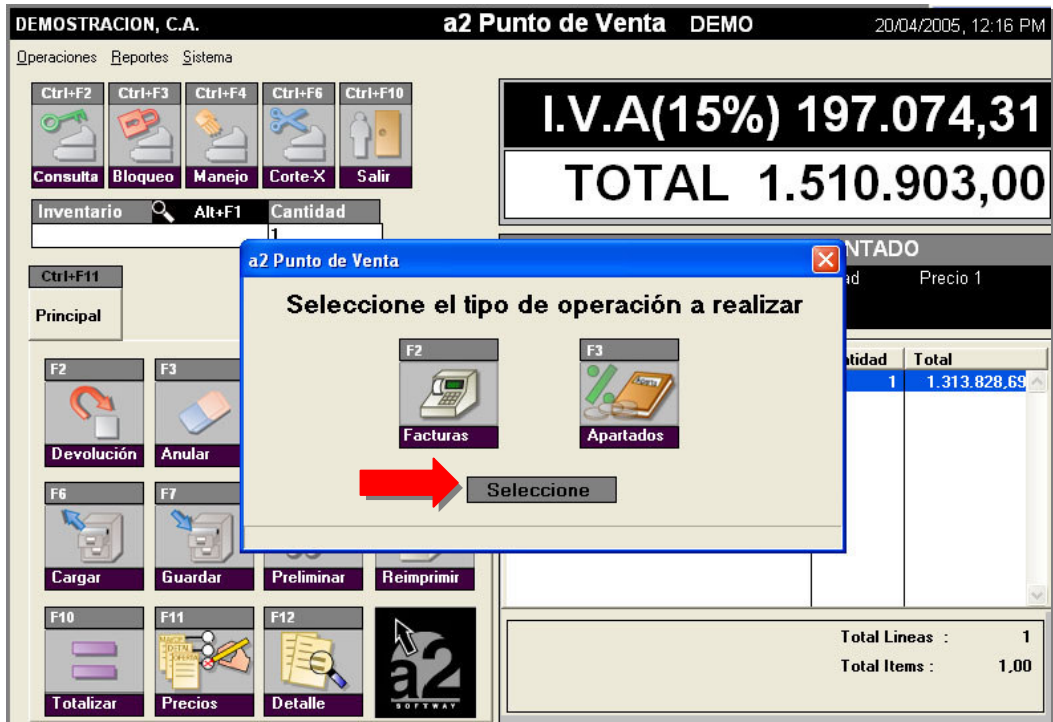 DEMOSTRACION, C.A. a2 Punto de Venta DEMO 20/04/2005, 12:16 PM
Operaciones Reportes Sistema
Ctrl+F2 Ctrl+F3 Ctrl+F4 Ctrl+F6 Ctrl+F10
Consulta Bloqueo Manejo Corte-X Salir
I.V.A(15%) 197.074,31
TOTAL 1.510.903,00
Inventario Alt+F1 Cantidad
1
NTADO
ad Precio 1
Ctrl+F11
Principal
a2 Punto de Venta
Seleccione el tipo de operación a realizar
F2 F3
Facturas Apartados
Seleccione
ntidad Total
1 1.313.828,69
F2 F3
Devolución Anular
F6 F7
Cargar Guardar Preliminar Reimprimir
F10 F11 F12
Totalizar Precios Detalle
a2
SOFTWAY
Total Lineas : 1
Total Items : 1,00